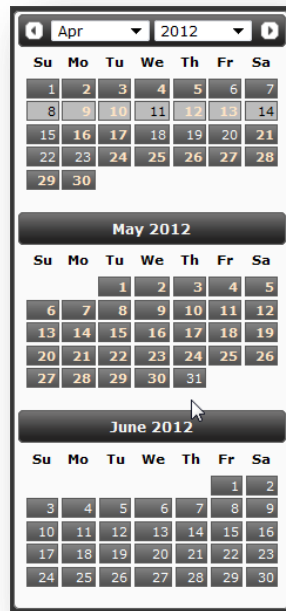 Apr 2012
Su Mo Tu We Th Fr Sa
1 2 3 4 5 6 7
8 9 10 11 12 13 14
15 16 17 18 19 20 21
22 23 24 25 26 27 28
29 30
May 2012
Su Mo Tu We Th Fr Sa
1 2 3 4 5
6 7 8 9 10 11 12
13 14 15 16 17 18 19
20 21 22 23 24 25 26
27 28 29 30 31
June 2012
Su Mo Tu We Th Fr Sa
1 2
3 4 5 6 7 8 9
10 11 12 13 14 15 16
17 18 19 20 21 22 23
24 25 26 27 28 29 30